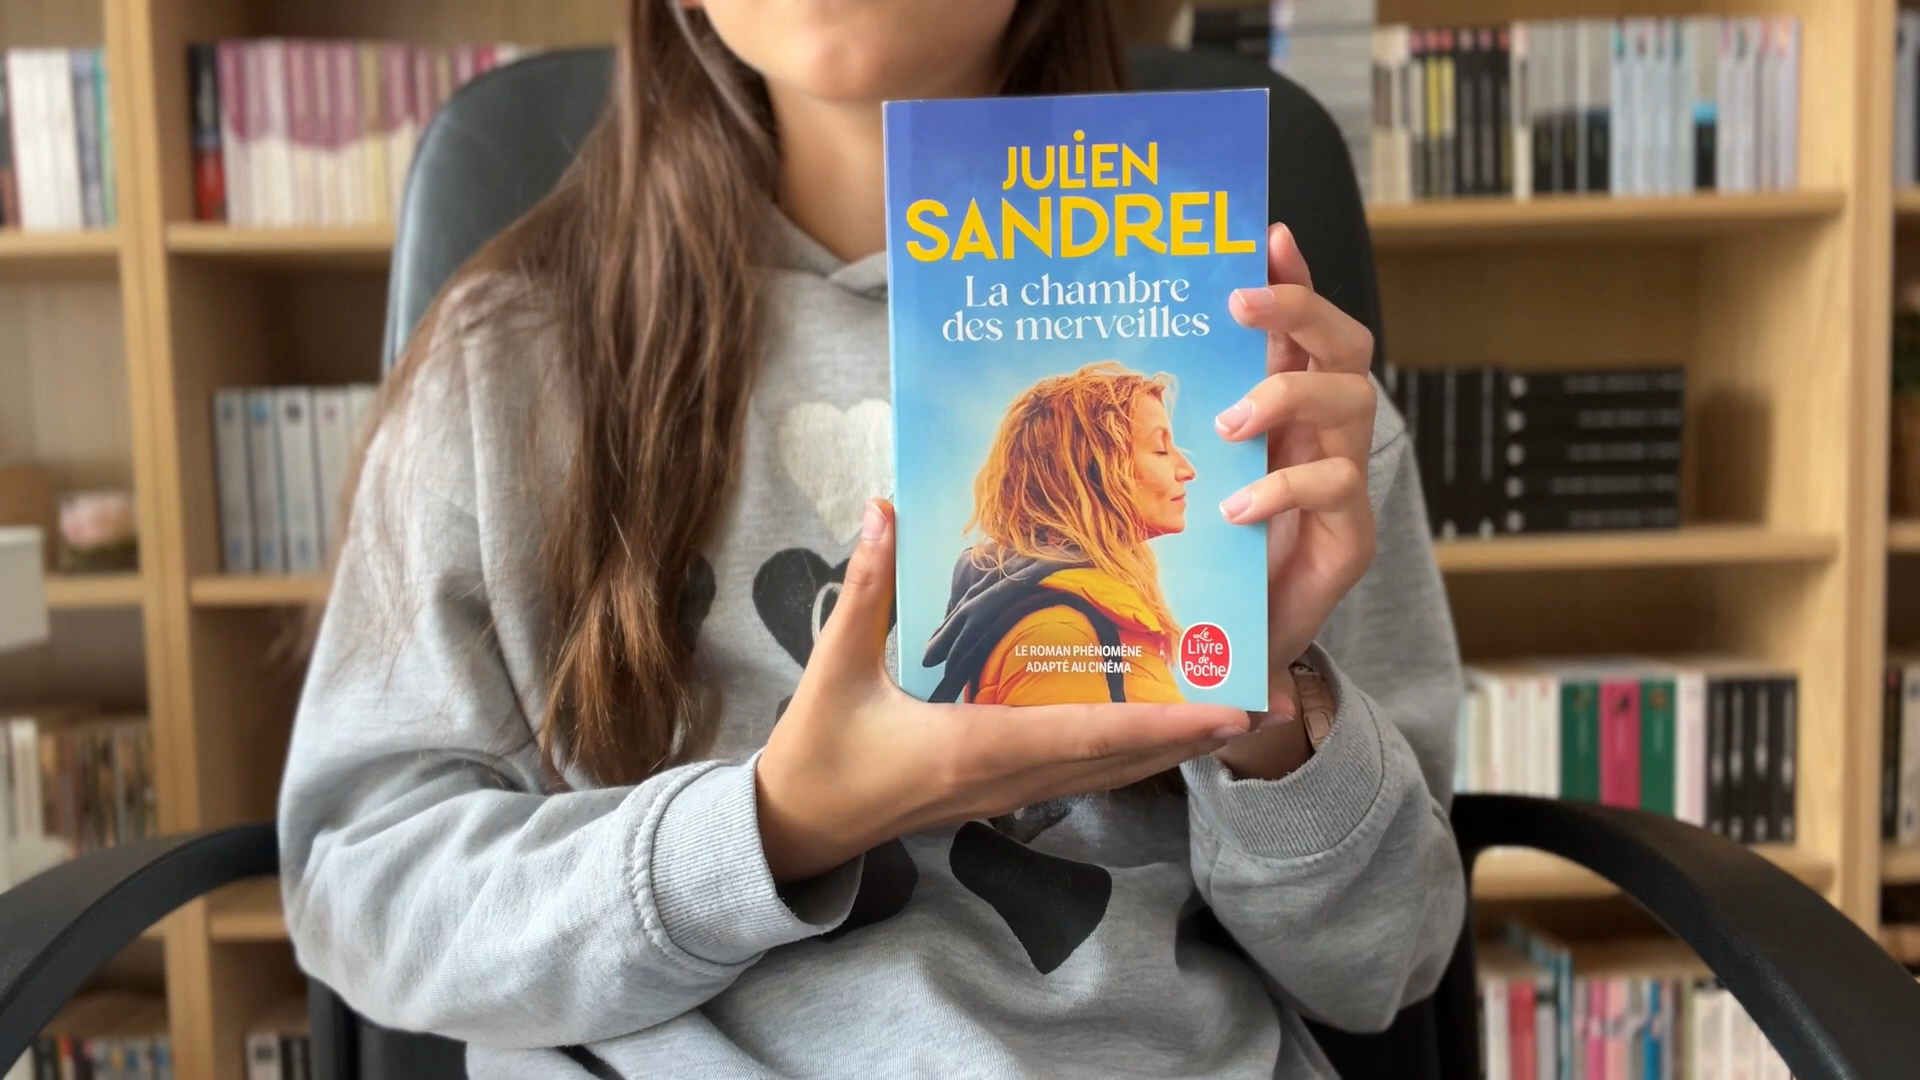 JULiEN
SANDREL
La chambre
des merveilles
LE ROMAN PHÉNOMÈNE
ADAPTÉ AU CINÉMA
Le
Livre
de
Poche